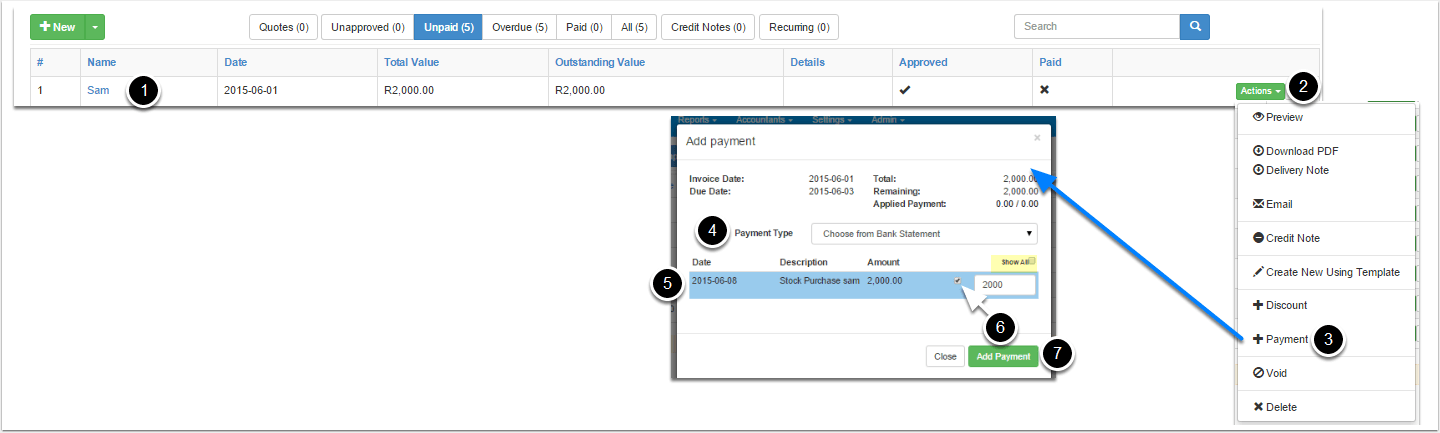 New
Quotes (0) Unapproved (0) Unpaid (5) Overdue (5) Paid (0) All (5) Credit Notes (0) Recurring (0) Search
# Name Date Total Value Outstanding Value Details Approved Paid
1 Sam 1 2015-06-01 R2,000.00 R2,000.00 Actions 2
Preview
Download PDF
Delivery Note
Email
Credit Note
Create New Using Template
Discount
Payment 3
Void
Delete
Reports Accountants Settings Admin
Add payment ×
Invoice Date: 2015-06-01 Total: 2,000.00
Due Date: 2015-06-03 Remaining: 2,000.00
Applied Payment: 0.00 / 0.00
4 Payment Type Choose from Bank Statement
Date Description Amount Show All
5 2015-06-08 Stock Purchase sam 2,000.00 2000
6
Close Add Payment 7